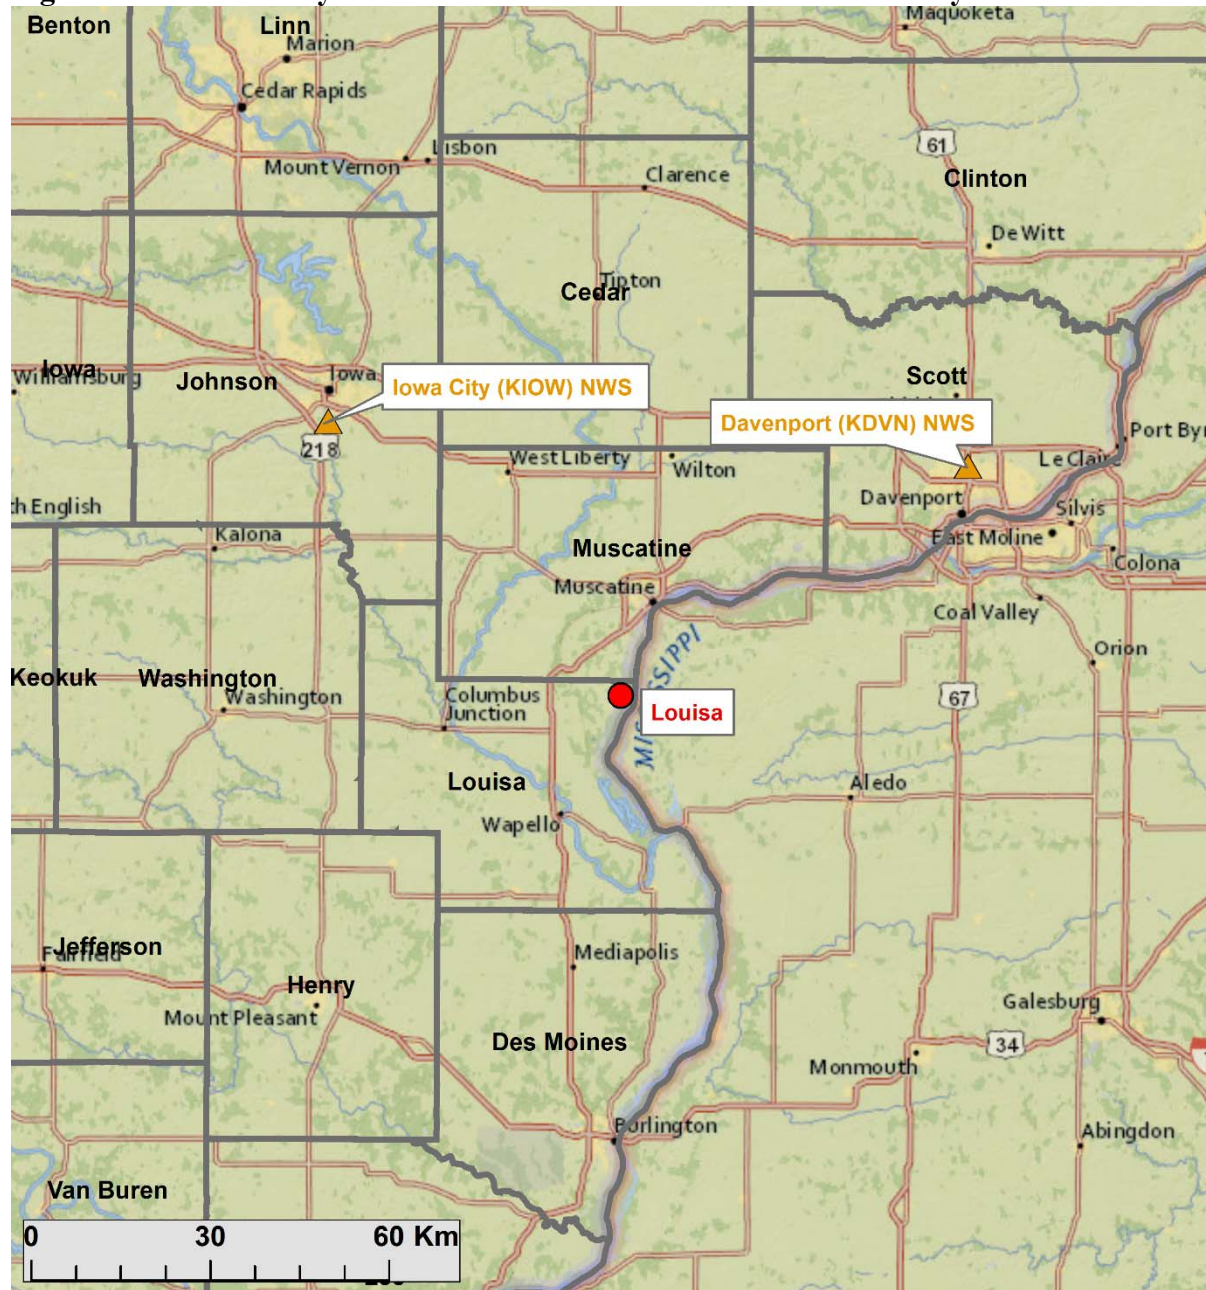 Benton
Linn
Marion
Maquoketa
Cedar Rapids
61
Lisbon
Mount Vernon
Clarence
Clinton
De Witt
Tipton
Cedar
Iowa
Williamsburg
Johnson
Iowa
Iowa City (KIOW) NWS
Scott
Davenport (KDVN) NWS
218
Port Byr
West Liberty
Wilton
Le Claire
Davenport
Silvis
th English
Kalona
East Moline
Muscatine
Colona
Muscatine
Coal Valley
MISSISSIPPI
Orion
Keokuk
Washington
Washington
Columbus
Junction
67
Louisa
Louisa
Aledo
Wapello
Jefferson
Fairfield
Mediapolis
Henry
Mount Pleasant
Galesburg
Des Moines
34
Monmouth
Burlington
Abingdon
Van Buren
0 30 60 Km